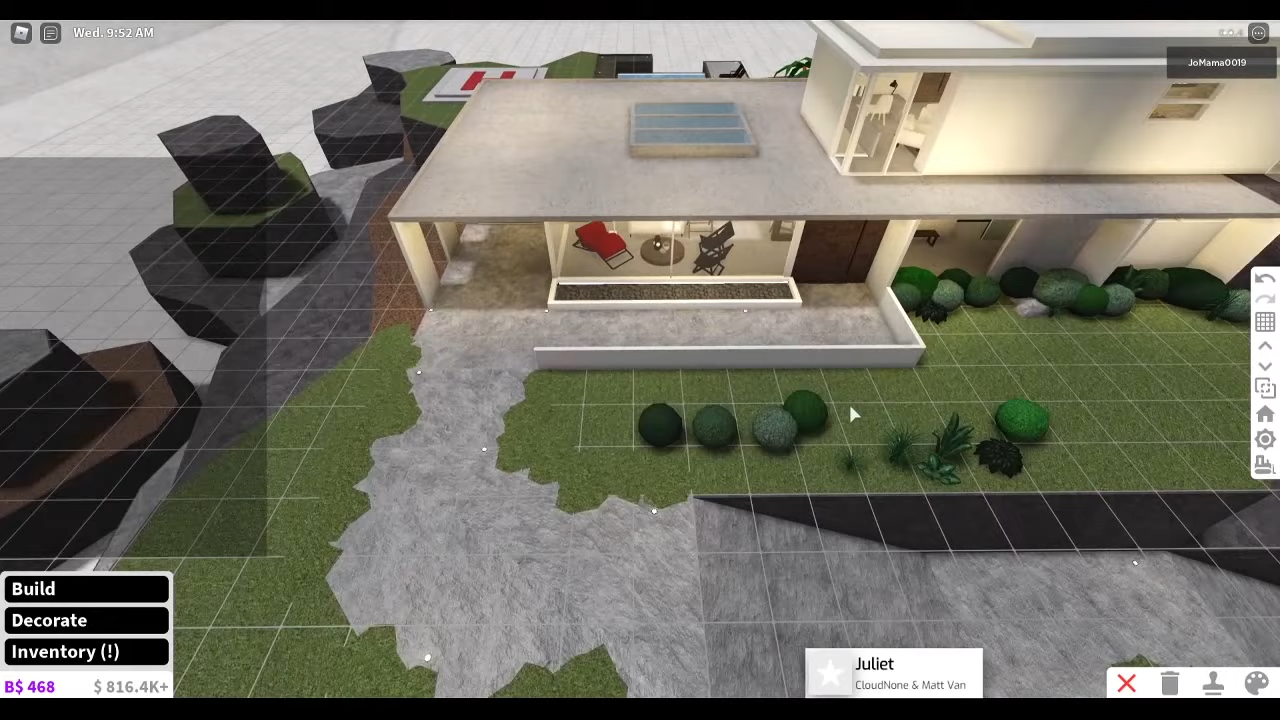 Wed. 9:52 AM
JoMama0019
Build
Decorate
Inventory (!)
B$ 468
$ 816.4K+
Juliet
CloudNone & Matt Van